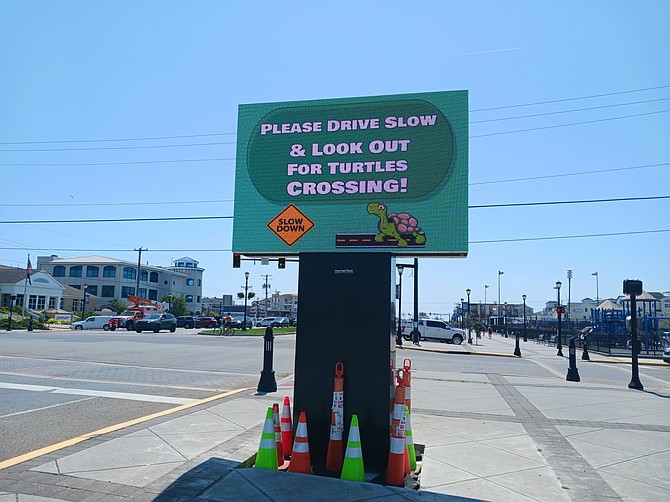 PLEASE DRIVE SLOW
& LOOK OUT
FOR TURTLES
CROSSING!
SLOW
DOWN